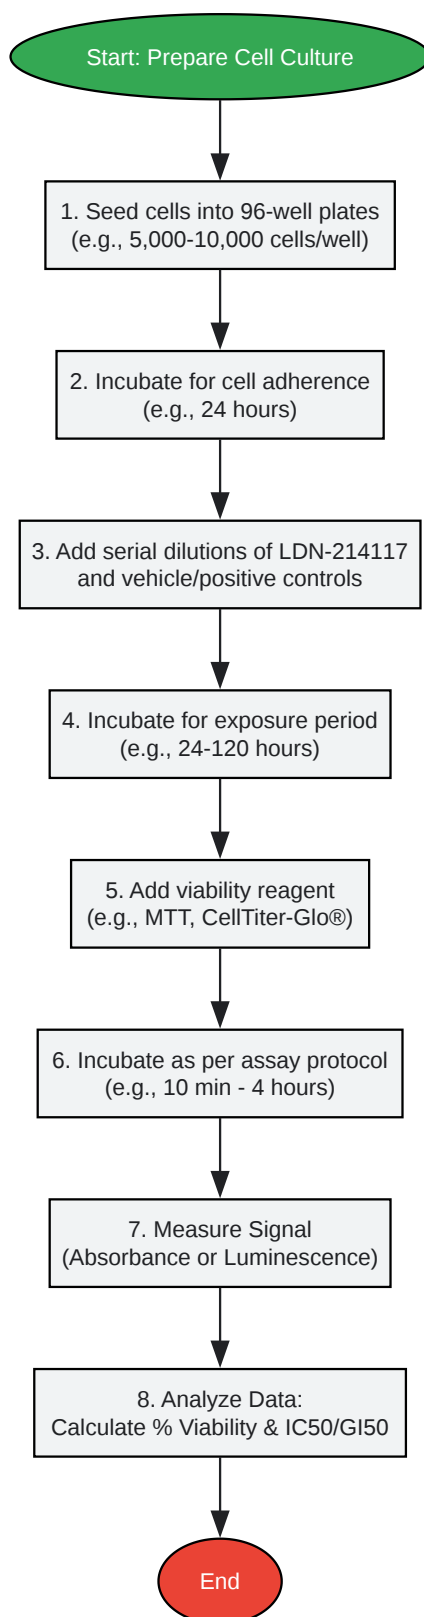 Start: Prepare Cell Culture
1. Seed cells into 96-well plates
(e.g., 5,000-10,000 cells/well)
2. Incubate for cell adherence
(e.g., 24 hours)
3. Add serial dilutions of LDN-214117
and vehicle/positive controls
4. Incubate for exposure period
(e.g., 24-120 hours)
5. Add viability reagent
(e.g., MTT, CellTiter-Glo®)
6. Incubate as per assay protocol
(e.g., 10 min - 4 hours)
7. Measure Signal
(Absorbance or Luminescence)
8. Analyze Data:
Calculate % Viability & IC50/GI50
End